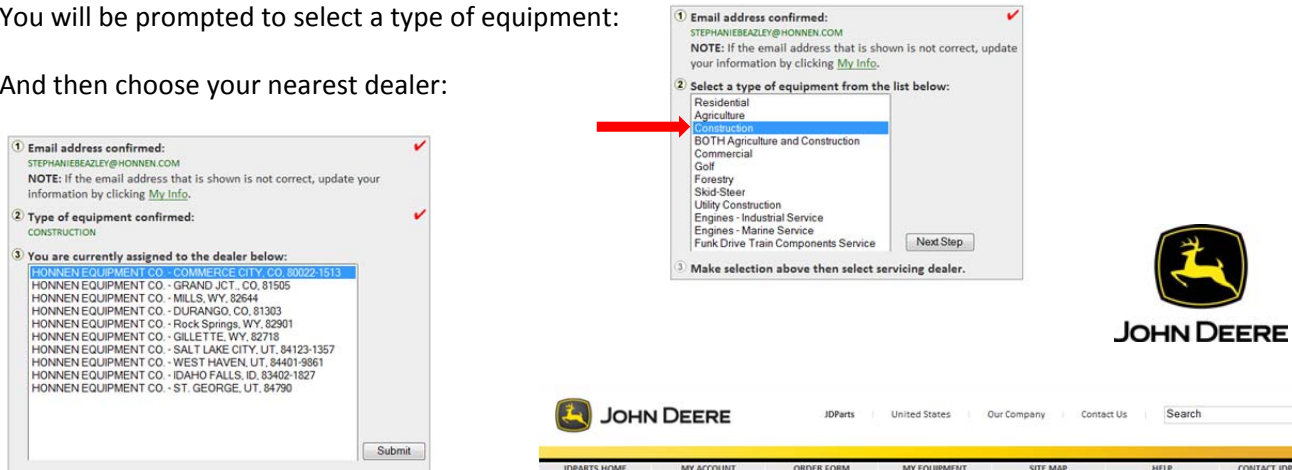 You will be prompted to select a type of equipment:
And then choose your nearest dealer:
1 Email address confirmed:
STEPHANIEBEAZLEY@HONNEN.COM
NOTE: If the email address that is shown is not correct, update
your information by clicking My Info.
2 Select a type of equipment from the list below:
Residential
Agriculture
Construction
BOTH Agriculture and Construction
Commercial
Golf
Forestry
Skid-Steer
Utility Construction
Engines - Industrial Service
Engines - Marine Service
Funk Drive Train Components Service
Next Step
3 Make selection above then select servicing dealer.
1 Email address confirmed:
STEPHANIEBEAZLEY@HONNEN.COM
NOTE: If the email address that is shown is not correct, update your
information by clicking My Info.
2 Type of equipment confirmed:
CONSTRUCTION
3 You are currently assigned to the dealer below:
HONNEN EQUIPMENT CO. - COMMERCE CITY, CO, 80022-1513
HONNEN EQUIPMENT CO. - GRAND JCT., CO, 81505
HONNEN EQUIPMENT CO. - MILLS, WY, 82644
HONNEN EQUIPMENT CO. - DURANGO, CO, 81303
HONNEN EQUIPMENT CO. - Rock Springs, WY, 82901
HONNEN EQUIPMENT CO. - GILLETTE, WY, 82718
HONNEN EQUIPMENT CO. - SALT LAKE CITY, UT, 84123-1357
HONNEN EQUIPMENT CO. - WEST HAVEN, UT, 84401-9861
HONNEN EQUIPMENT CO. - IDAHO FALLS, ID, 83402-1827
HONNEN EQUIPMENT CO. - ST. GEORGE, UT, 84790
Submit
JOHN DEERE
JOHN DEERE JDParts United States Our Company Contact Us Search
JDPARTS HOME MY ACCOUNT ORDER FORM MY EQUIPMENT SITE MAP HELP CONTACT JDP